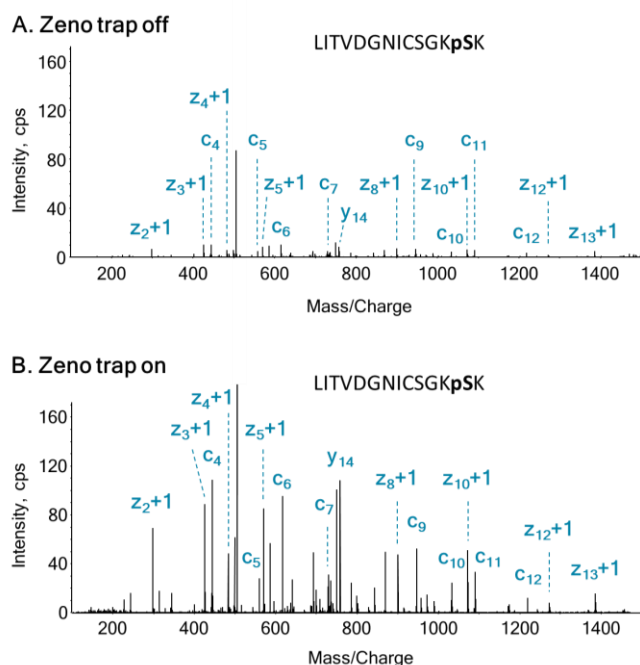 A. Zeno trap off
LITVDGNICSGKpSK
Intensity, cps
160
120
80
40
0
z4+1
c4
c5
c9
c11
z3+1
z5+1
c7
z8+1
z10+1
z12+1
z2+1
c6
y14
c10
c12
z13+1
200 400 600 800 1000 1200 1400
Mass/Charge
B. Zeno trap on
LITVDGNICSGKpSK
Intensity, cps
160
120
80
40
0
z4+1
z3+1
z5+1
c4
y14
c6
z8+1
z10+1
z2+1
c7
c9
z12+1
c5
c10
c11
c12
z13+1
200 400 600 800 1000 1200 1400
Mass/Charge